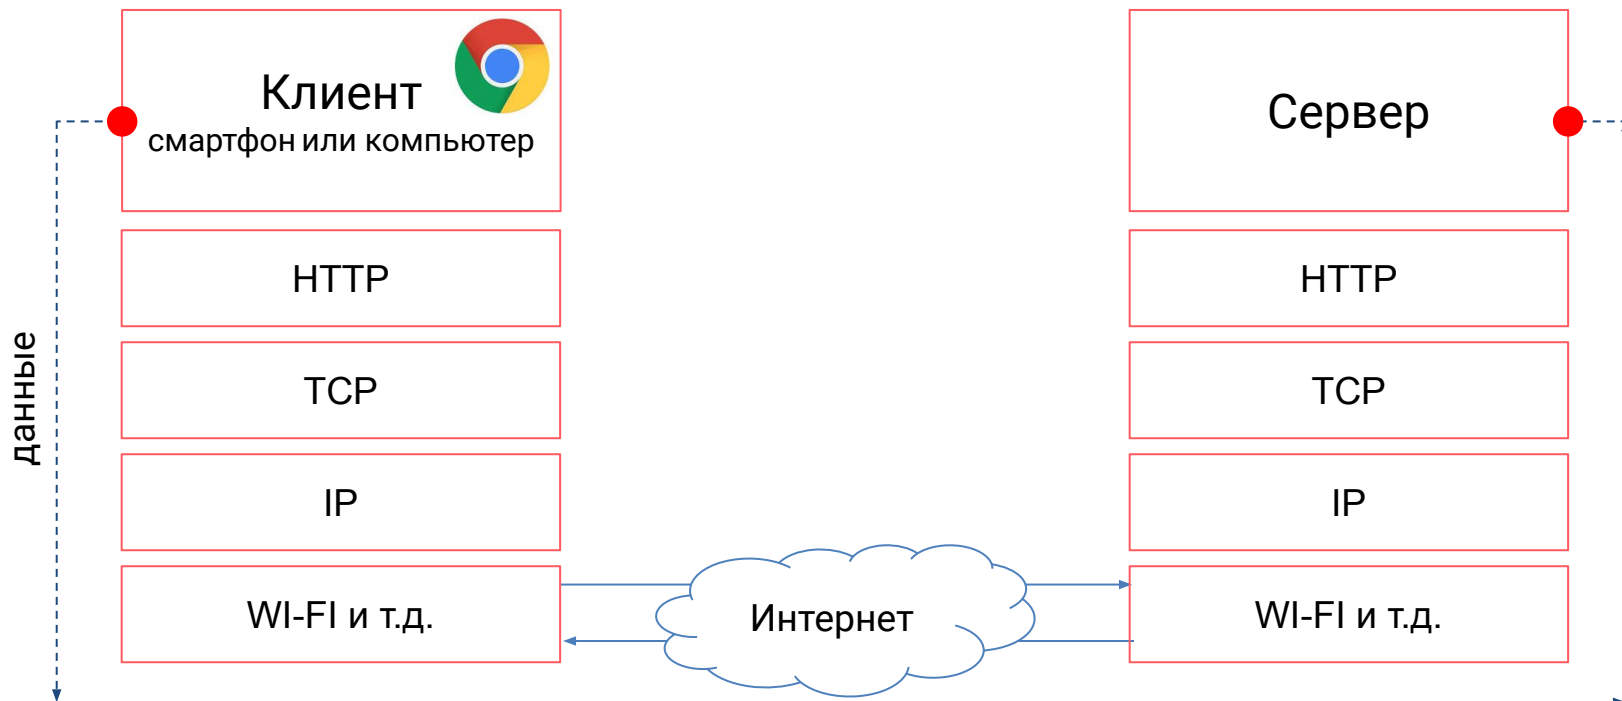 Клиент
смартфон или компьютер
HTTP
TCP
IP
WI-FI и т.д.
данные
Интернет
Сервер
HTTP
TCP
IP
WI-FI и т.д.